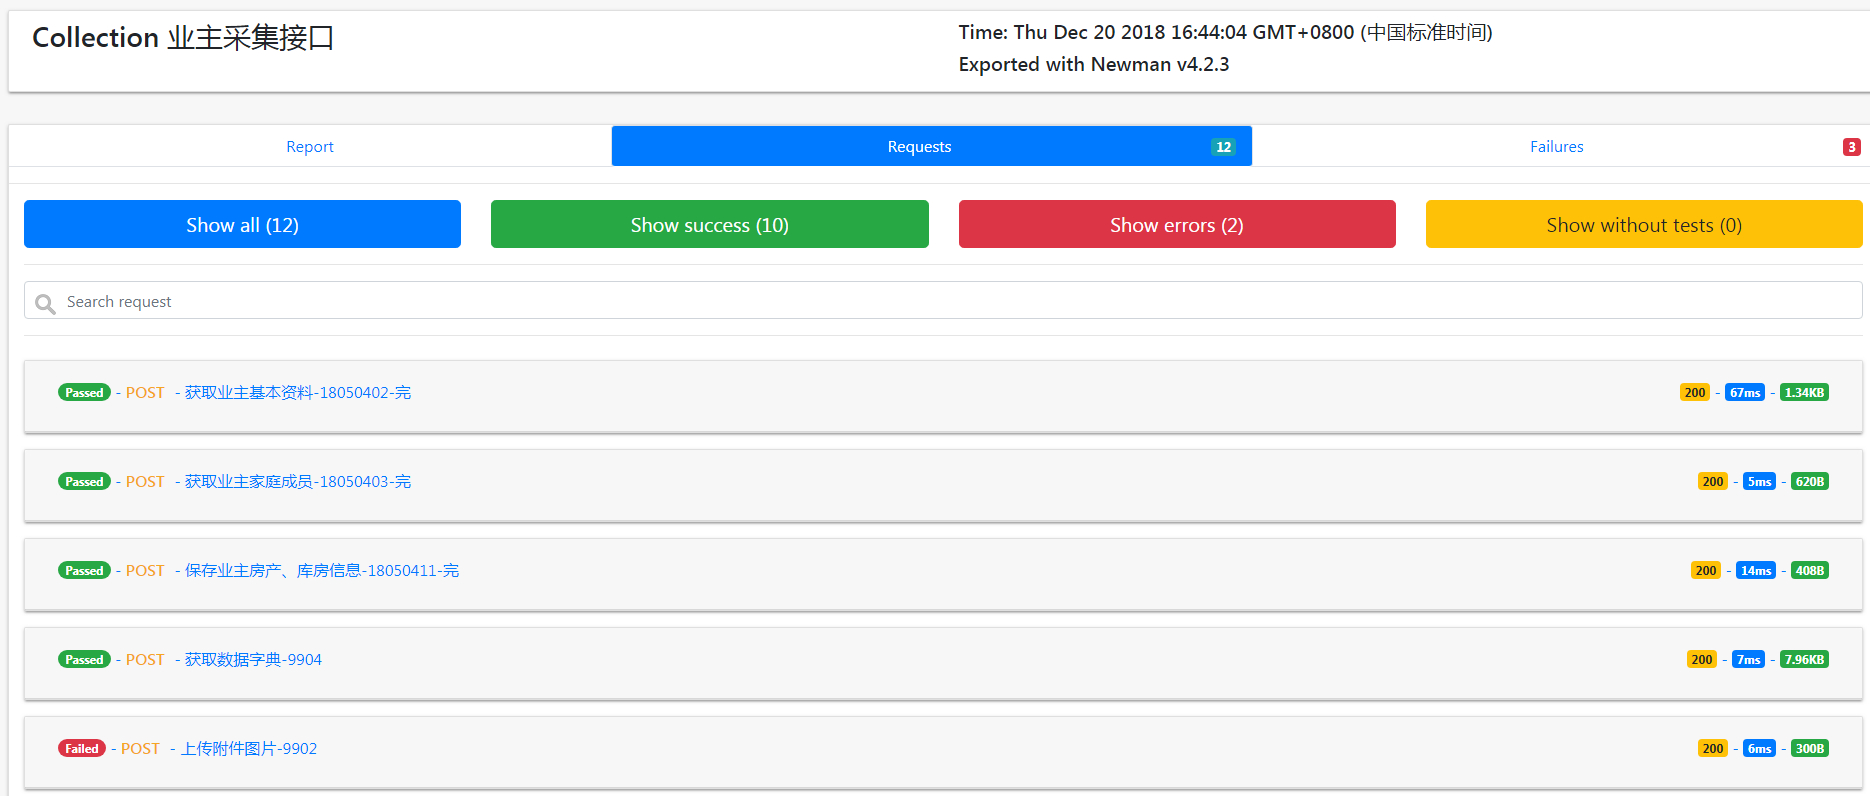 Collection 业主采集接口
Time: Thu Dec 20 2018 16:44:04 GMT+0800 (中国标准时间)
Exported with Newman v4.2.3
Report
Requests 12
Failures 3
Show all (12)
Show success (10)
Show errors (2)
Show without tests (0)
Search request
Passed - POST - 获取业主基本资料-18050402-完 200 - 67ms - 1.34KB
Passed - POST - 获取业主家庭成员-18050403-完 200 - 5ms - 620B
Passed - POST - 保存业主房产、库房信息-18050411-完 200 - 14ms - 408B
Passed - POST - 获取数据字典-9904 200 - 7ms - 7.96KB
Failed - POST - 上传附件图片-9902 200 - 6ms - 300B